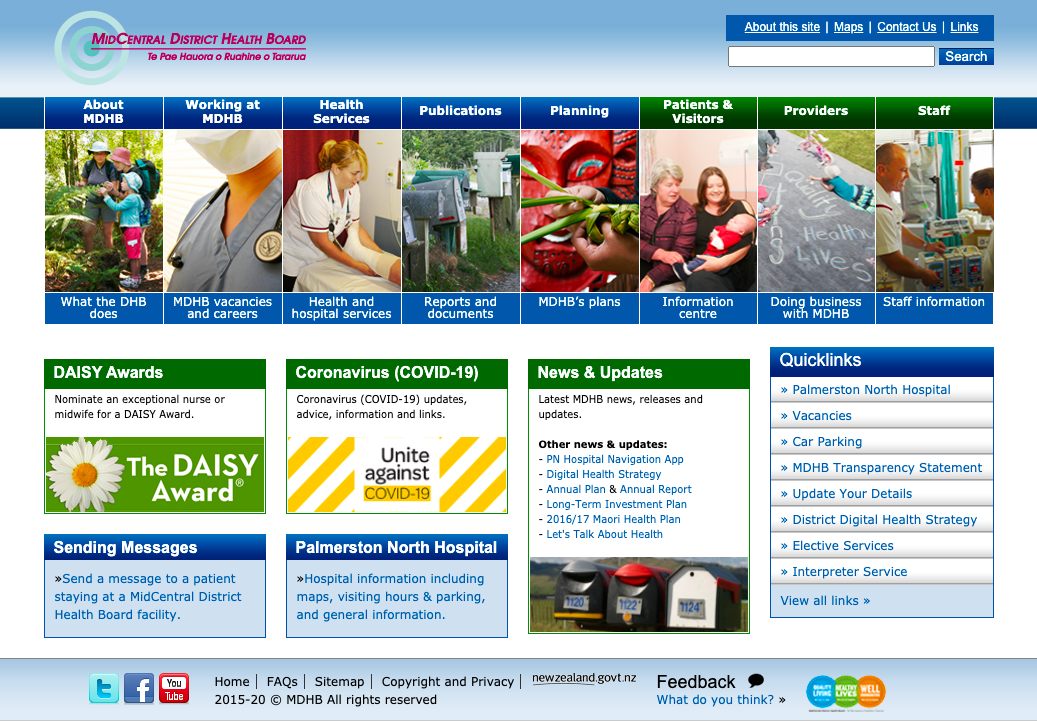 MIDCENTRAL DISTRICT HEALTH BOARD
Te Pae Hauora o Ruahine o Tararua
About this site | Maps | Contact Us | Links
Search
About MDHB
Working at MDHB
Health Services
Publications
Planning
Patients & Visitors
Providers
Staff
Healthy
Lives
What the DHB does
MDHB vacancies and careers
Health and hospital services
Reports and documents
MDHB's plans
Information centre
Doing business with MDHB
Staff information
DAISY Awards
Nominate an exceptional nurse or
midwife for a DAISY Award.
The DAISY
Award®
Coronavirus (COVID-19)
Coronavirus (COVID-19) updates,
advice, information and links.
Unite
against
COVID-19
News & Updates
Latest MDHB news, releases and
updates.
Other news & updates:
- PN Hospital Navigation App
- Digital Health Strategy
- Annual Plan & Annual Report
- Long-Term Investment Plan
- 2016/17 Maori Health Plan
- Let's Talk About Health
1120
1122
1124
Quicklinks
» Palmerston North Hospital
» Vacancies
» Car Parking
» MDHB Transparency Statement
» Update Your Details
» District Digital Health Strategy
» Elective Services
» Interpreter Service
View all links »
Sending Messages
»Send a message to a patient
staying at a MidCentral District
Health Board facility.
Palmerston North Hospital
»Hospital information including
maps, visiting hours & parking,
and general information.
You
Tube
Home | FAQs | Sitemap | Copyright and Privacy | newzealand.govt.nz
2015-20 © MDHB All rights reserved
Feedback
What do you think? »
QUALITY LIVING
HEALTHY LIVES
WELL COMMUNITIES